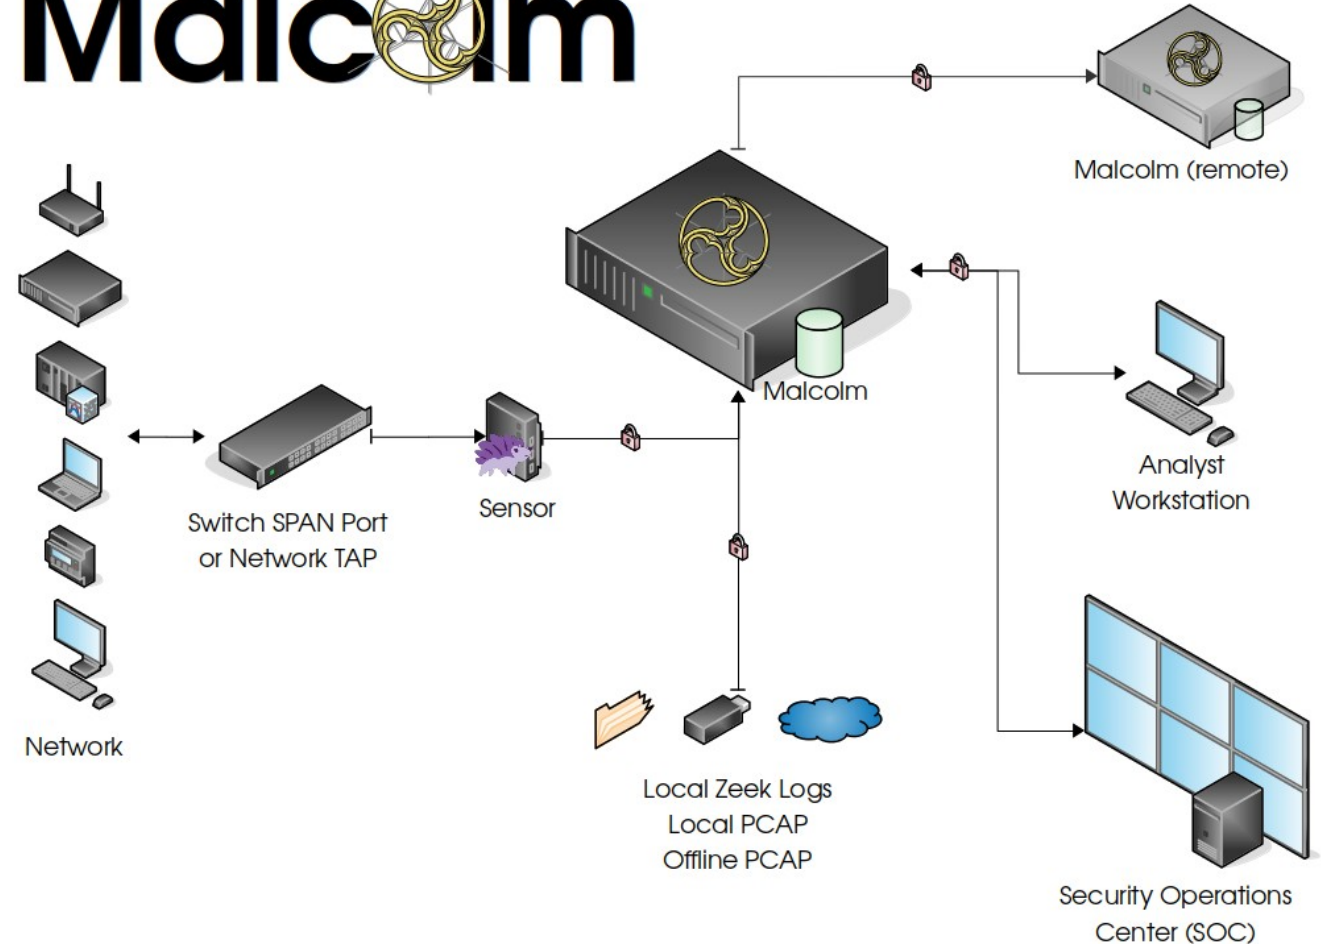 Malcolm
Malcolm (remote)
Malcolm
Analyst
Workstation
Sensor
Switch SPAN Port
or Network TAP
Network
Local Zeek Logs
Local PCAP
Offline PCAP
Security Operations
Center (SOC)